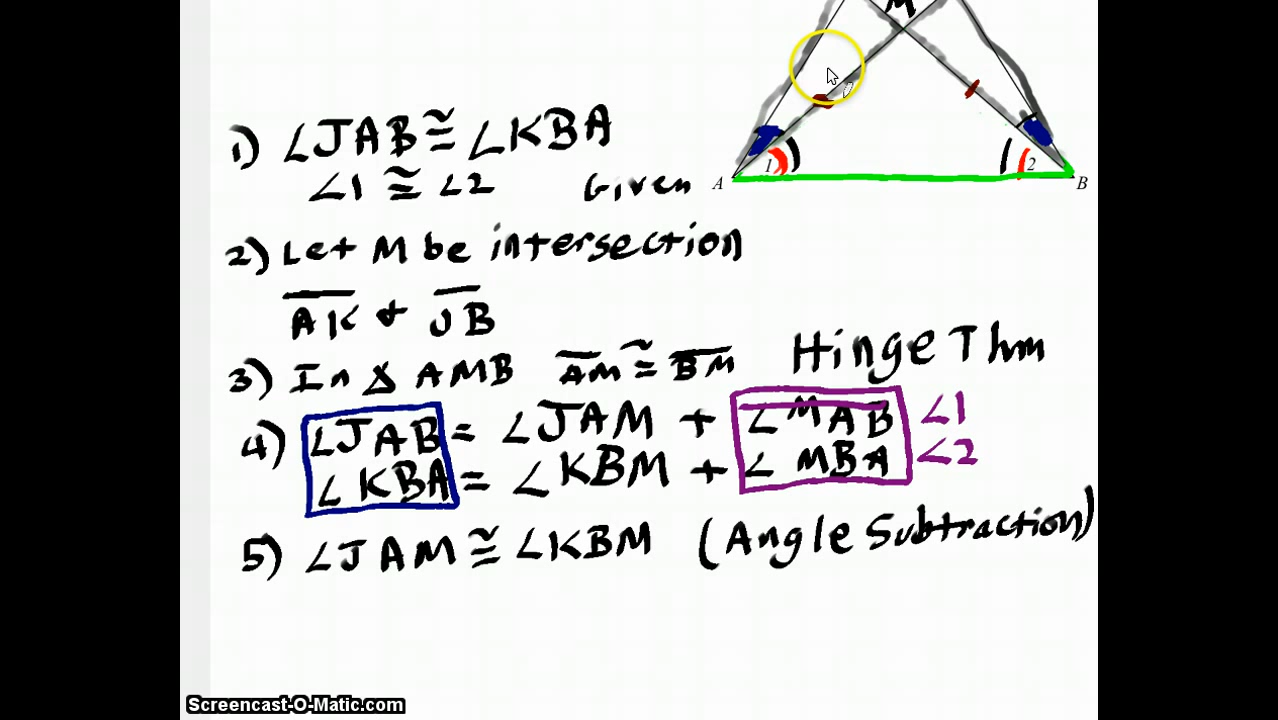 M
1
2
A
B
1) ∠JAB ≅ ∠KBA
∠1 ≅ ∠2 Given
2) Let M be intersection
AK & JB
3) In △ AMB AM ≅ BM Hinge Thm
4) ∠JAB = ∠JAM + ∠MAB ∠1
∠KBA = ∠KBM + ∠MBA ∠2
5) ∠JAM ≅ ∠KBM (Angle Subtraction)
Screencast-O-Matic.com